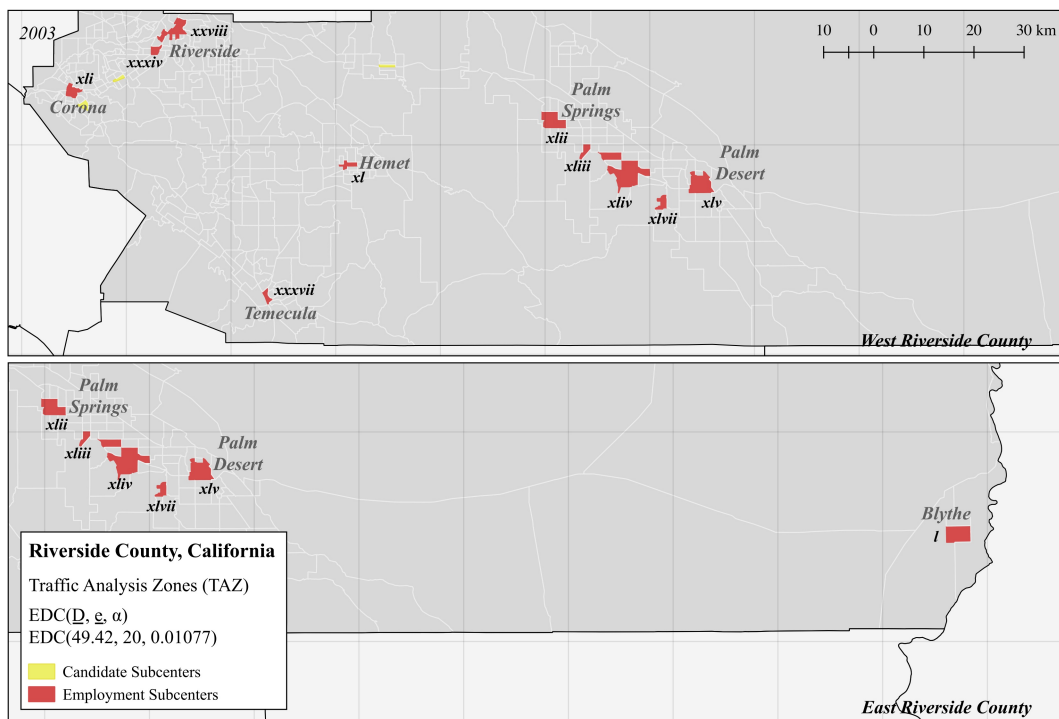 2003
xxviii
Riverside
xxxiv
xli
Corona
10 0 10 20 30 km
Palm
Springs
xlii
Hemet
xl
xliii
Palm
Desert
xliv
xlvii
xlv
xxxvii
Temecula
West Riverside County
Palm
Springs
xlii
xliii
Palm
Desert
xliv
xlv
xlvii
Blythe
l
Riverside County, California
Traffic Analysis Zones (TAZ)
EDC(D, e, α)
EDC(49.42, 20, 0.01077)
Candidate Subcenters
Employment Subcenters
East Riverside County